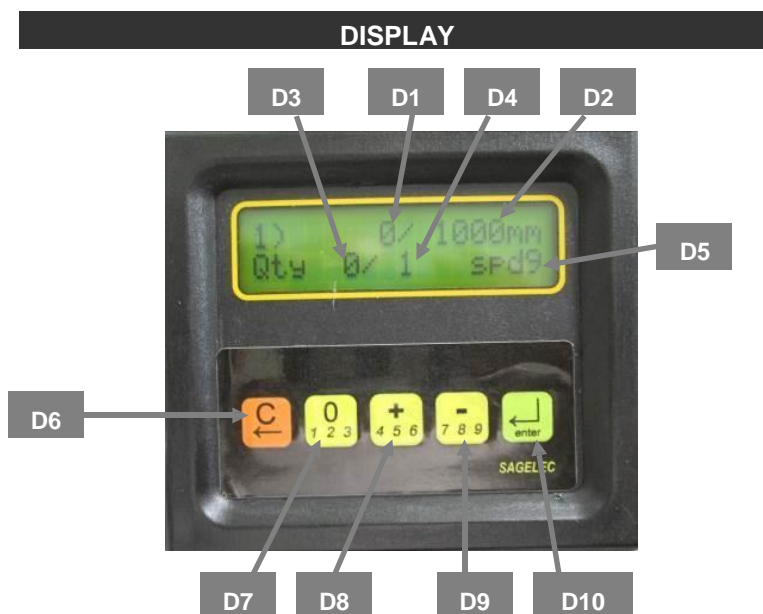 DISPLAY
D3 D1 D4 D2
1) 0/ 1000mm
Qty 0/ 1 spd9
D5
D6
C
0
1 2 3
+
4 5 6
-
7 8 9
enter
SAGELEC
D7 D8 D9 D10